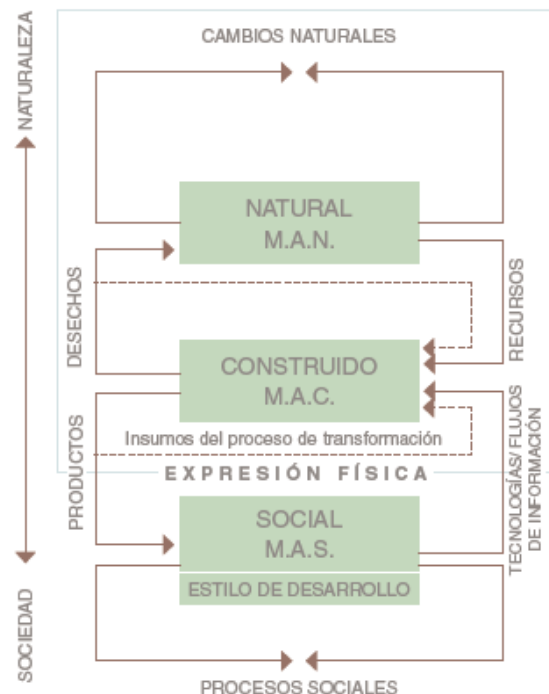 CAMBIOS NATURALES
NATURALEZA
NATURAL
M.A.N.
DESECHOS
RECURSOS
CONSTRUIDO
M.A.C.
Insumos del proceso de transformación
EXPRESIÓN FÍSICA
PRODUCTOS
TECNOLOGÍAS/ FLUJOS
DE INFORMACIÓN
SOCIAL
M.A.S.
ESTILO DE DESARROLLO
SOCIEDAD
PROCESOS SOCIALES